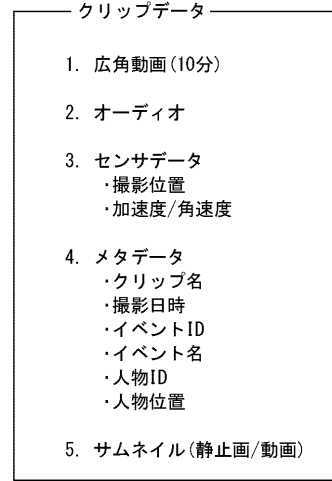 クリップデータ
1. 広角動画(10分)
2. オーディオ
3. センサデータ
・撮影位置
・加速度/角速度
4. メタデータ
・クリップ名
・撮影日時
・イベントID
・イベント名
・人物ID
・人物位置
5. サムネイル(静止画/動画)